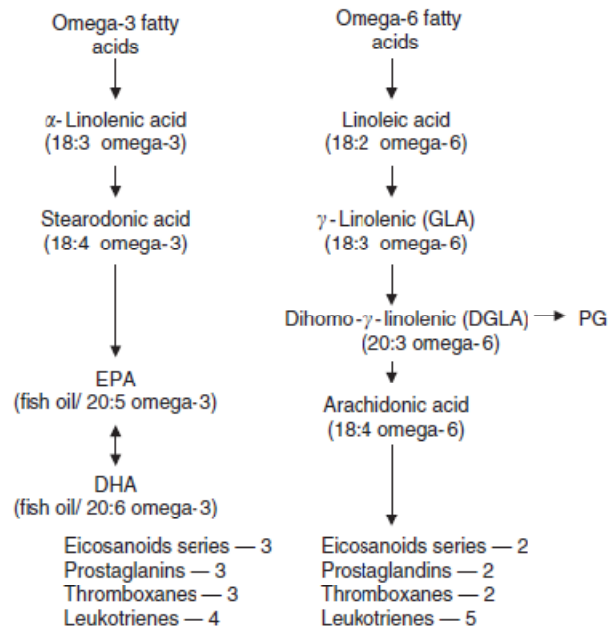 Omega-3 fatty
acids
α-Linolenic acid
(18:3 omega-3)
Stearodonic acid
(18:4 omega-3)
EPA
(fish oil/ 20:5 omega-3)
DHA
(fish oil/ 20:6 omega-3)
Eicosanoids series — 3
Prostaglanins — 3
Thromboxanes — 3
Leukotrienes — 4
Omega-6 fatty
acids
Linoleic acid
(18:2 omega-6)
γ-Linolenic (GLA)
(18:3 omega-6)
Dihomo-γ-linolenic (DGLA) → PG
(20:3 omega-6)
Arachidonic acid
(18:4 omega-6)
Eicosanoids series — 2
Prostaglandins — 2
Thromboxanes — 2
Leukotrienes — 5